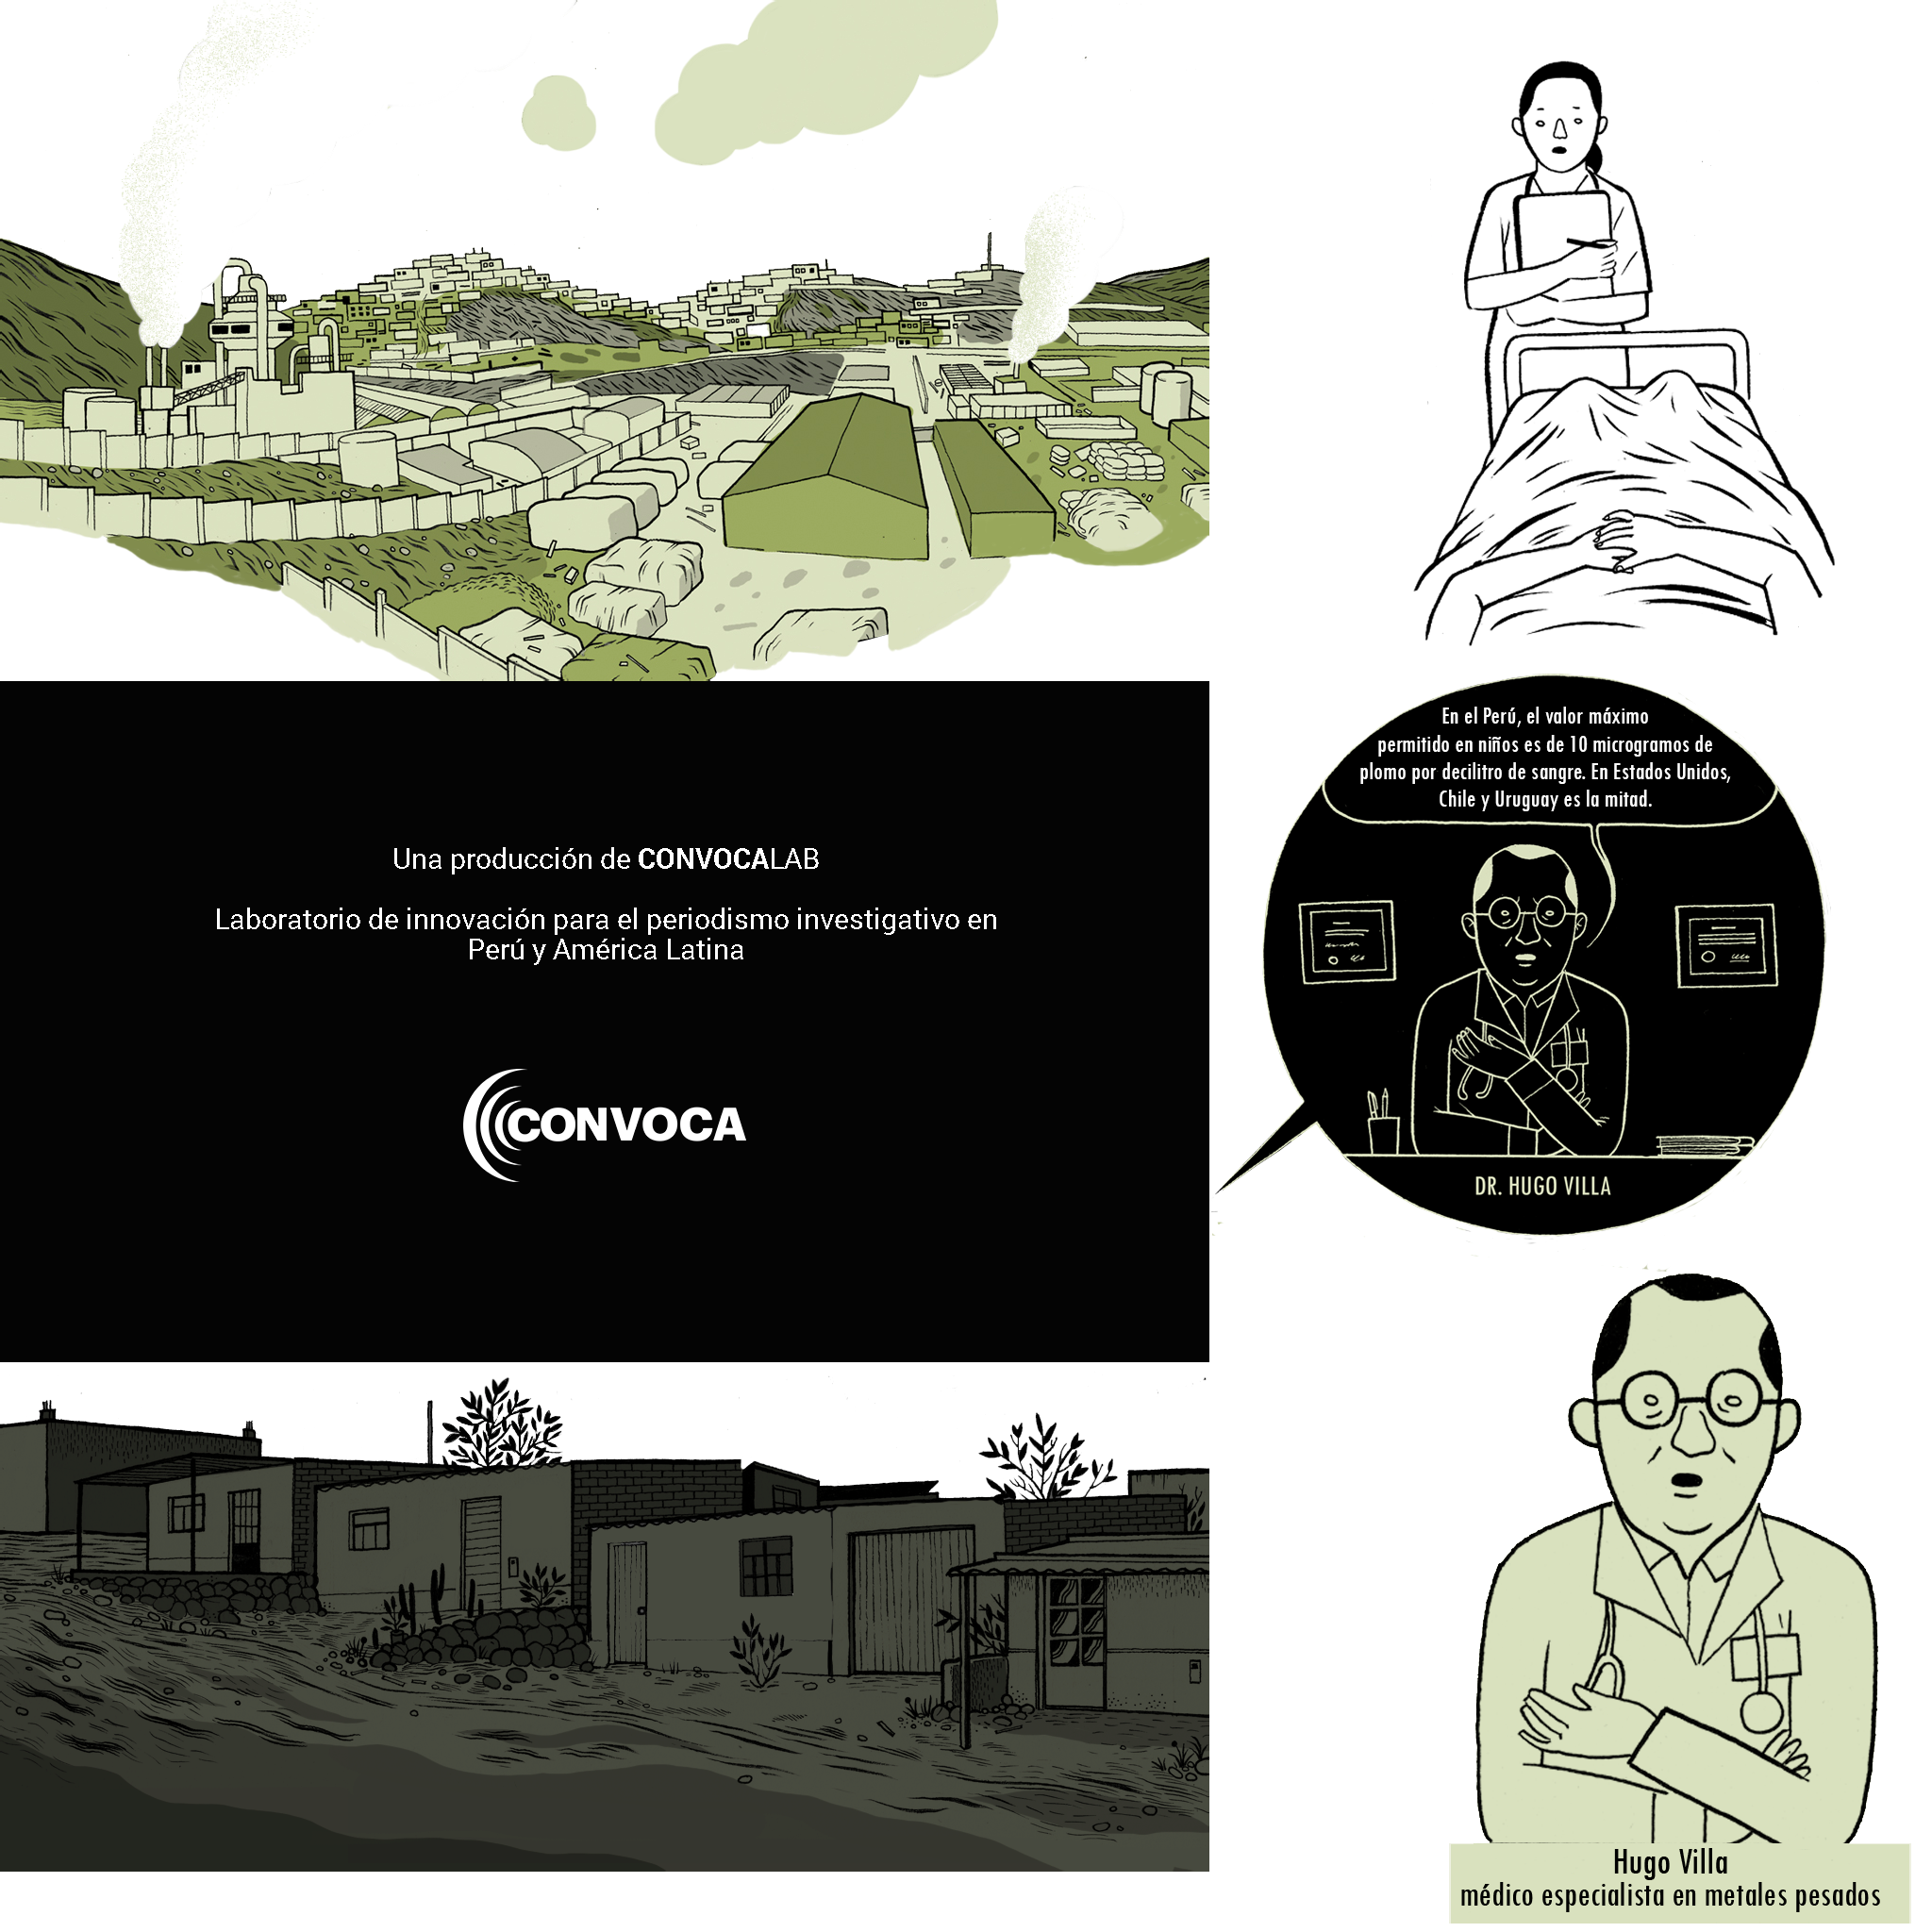 Una producción de CONVOCALAB
Laboratorio de innovación para el periodismo investigativo en
Perú y América Latina
CONVOCA
En el Perú, el valor máximo
permitido en niños es de 10 microgramos de
plomo por decilitro de sangre. En Estados Unidos,
Chile y Uruguay es la mitad.
DR. HUGO VILLA
Hugo Villa
médico especialista en metales pesados